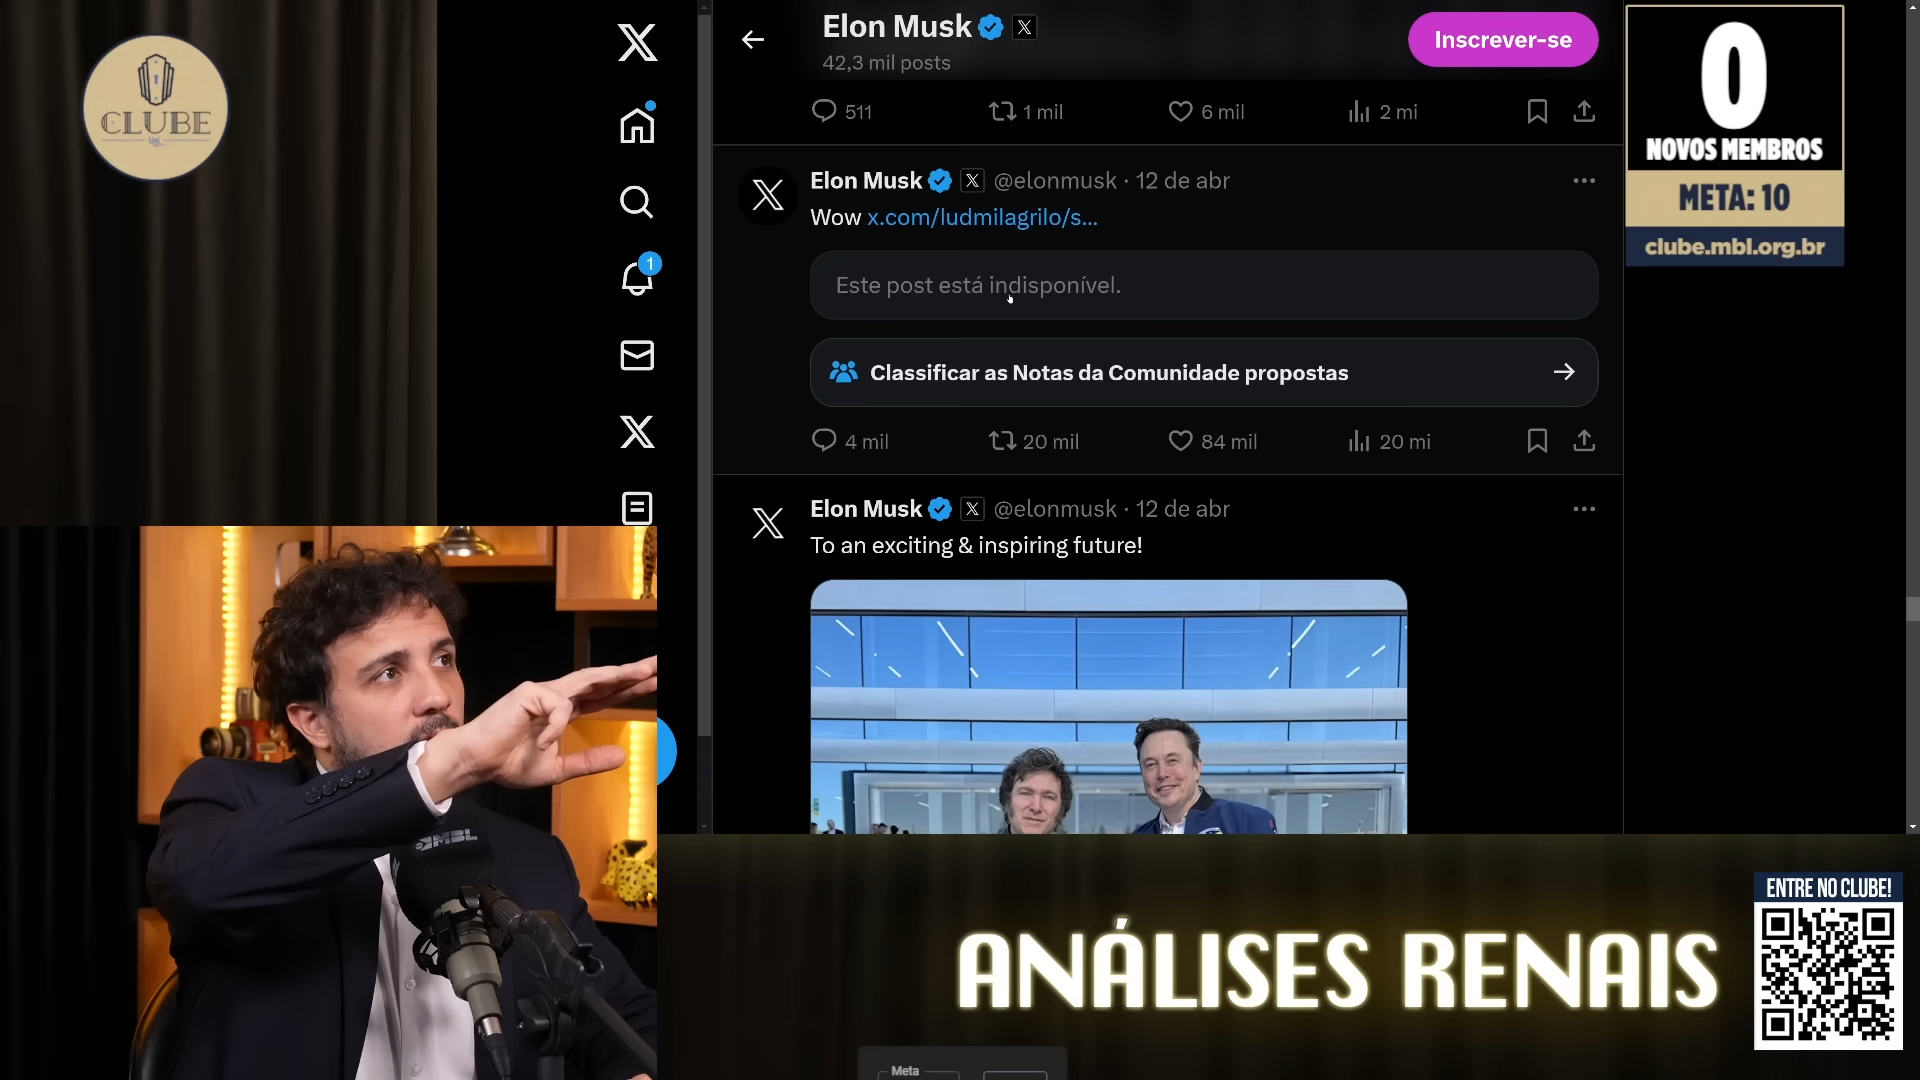 CLUBE
Elon Musk
42,3 mil posts
Inscrever-se
511
1 mil
6 mil
2 mi
Elon Musk @elonmusk · 12 de abr
Wow x.com/ludmilagrilo/s...
Este post está indisponível.
Classificar as Notas da Comunidade propostas
4 mil
20 mil
84 mil
20 mi
Elon Musk @elonmusk · 12 de abr
To an exciting & inspiring future!
1
0
NOVOS MEMBROS
META: 10
clube.mbl.org.br
MBL
ANÁLISES RENAIS
ENTRE NO CLUBE!
Meta